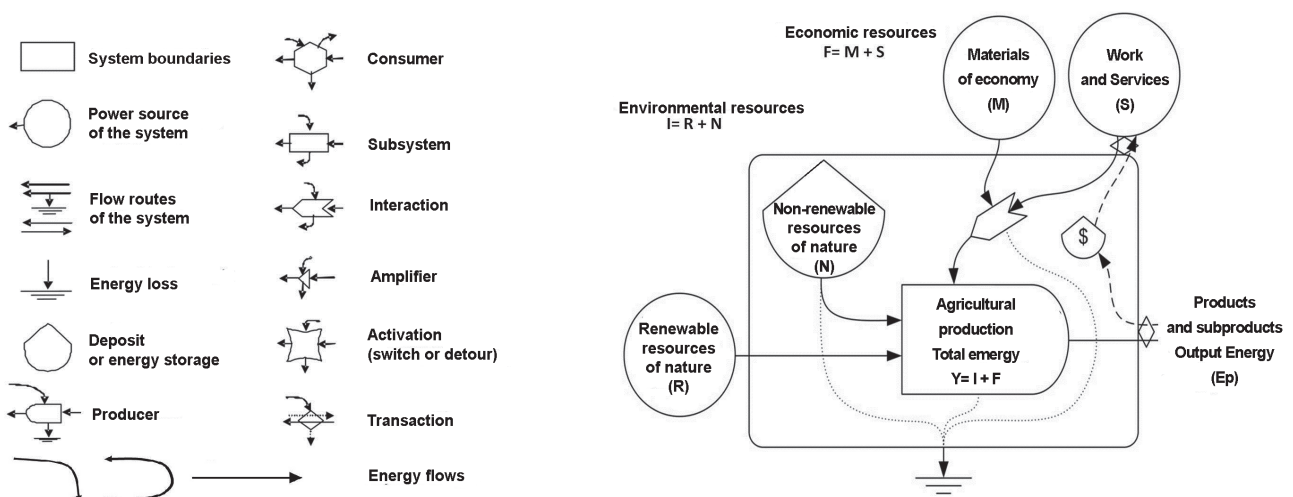 System boundaries
Power source
of the system
Flow routes
of the system
Energy loss
Deposit
or energy storage
Producer
Consumer
Subsystem
Interaction
Amplifier
Activation
(switch or detour)
Transaction
Energy flows
Economic resources
F= M + S
Environmental resources
I= R + N
Materials
of economy
(M)
Work
and Services
(S)
Non-renewable
resources
of nature
(N)
$
Renewable
resources
of nature
(R)
Agricultural
production
Total emergy
Y= I + F
Products
and subproducts
Output Energy
(Ep)